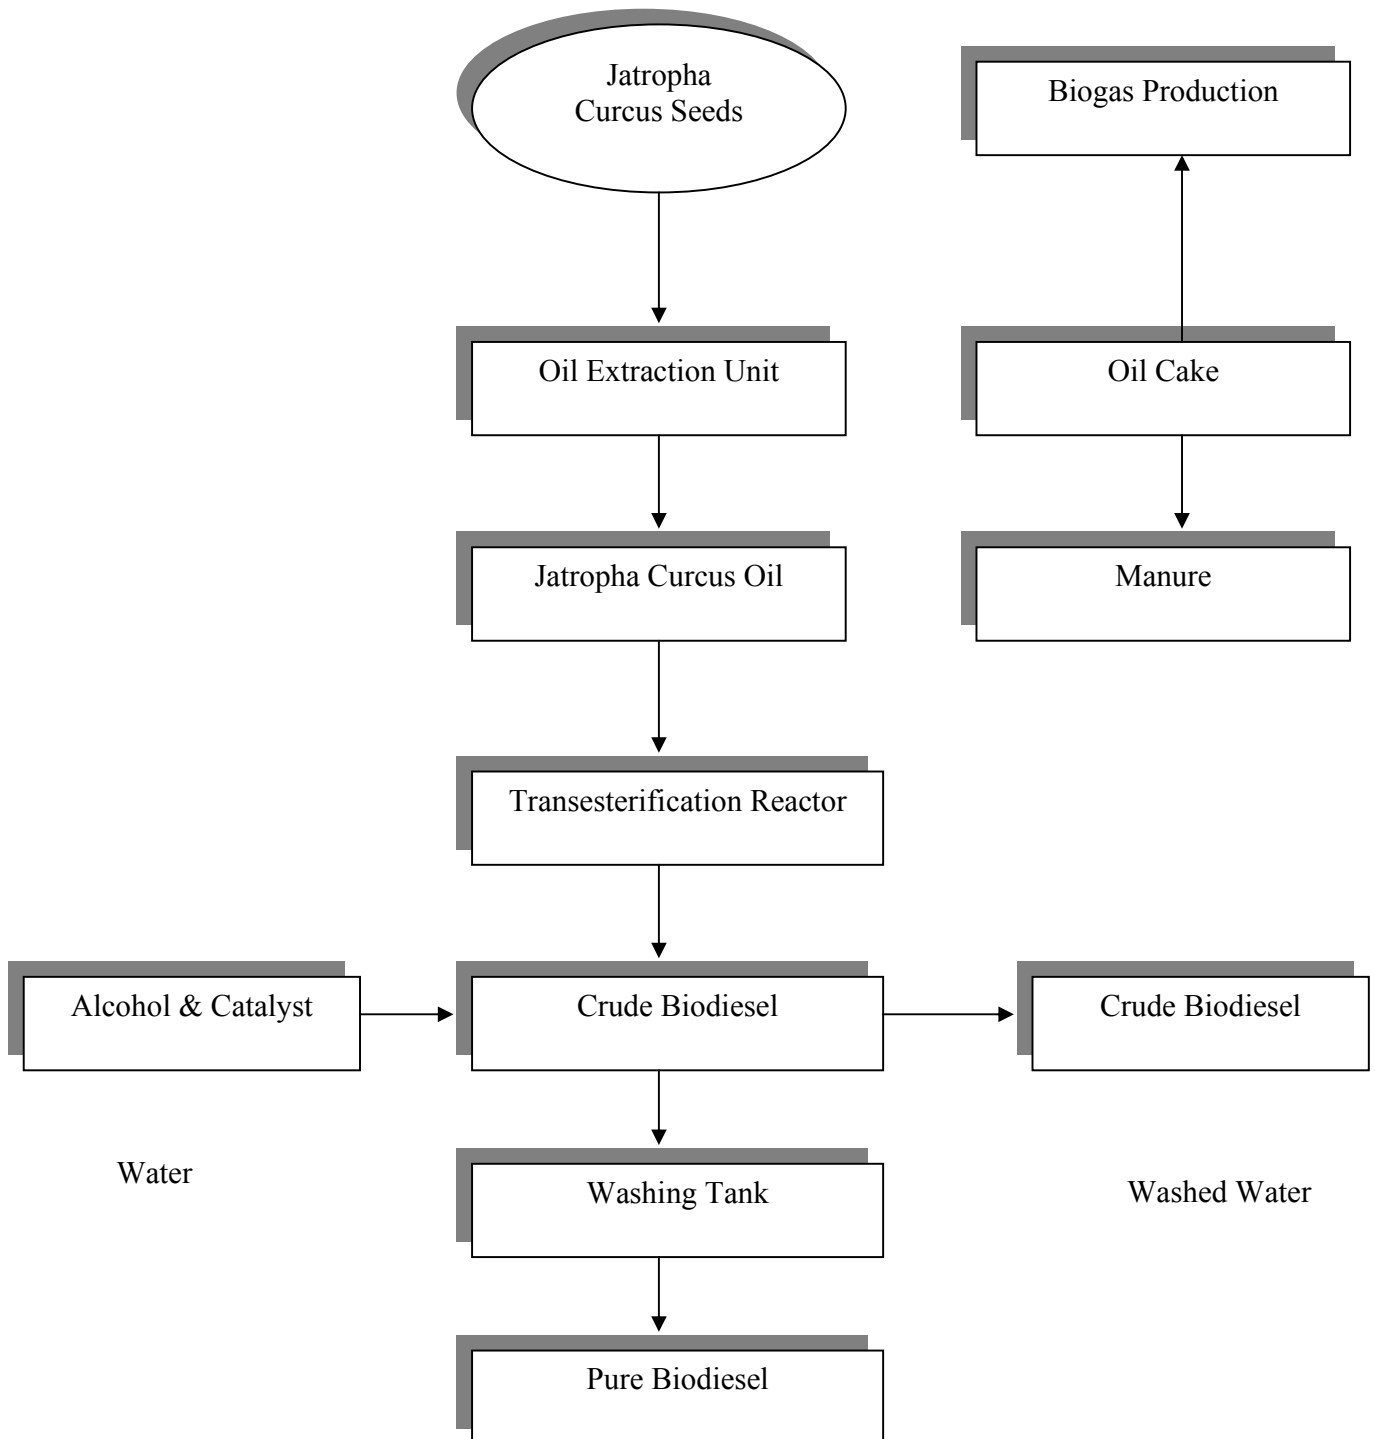 Jatropha
Curcus Seeds
Biogas Production
Oil Extraction Unit
Oil Cake
Jatropha Curcus Oil
Manure
Transesterification Reactor
Alcohol & Catalyst
Crude Biodiesel
Crude Biodiesel
Water
Washing Tank
Washed Water
Pure Biodiesel